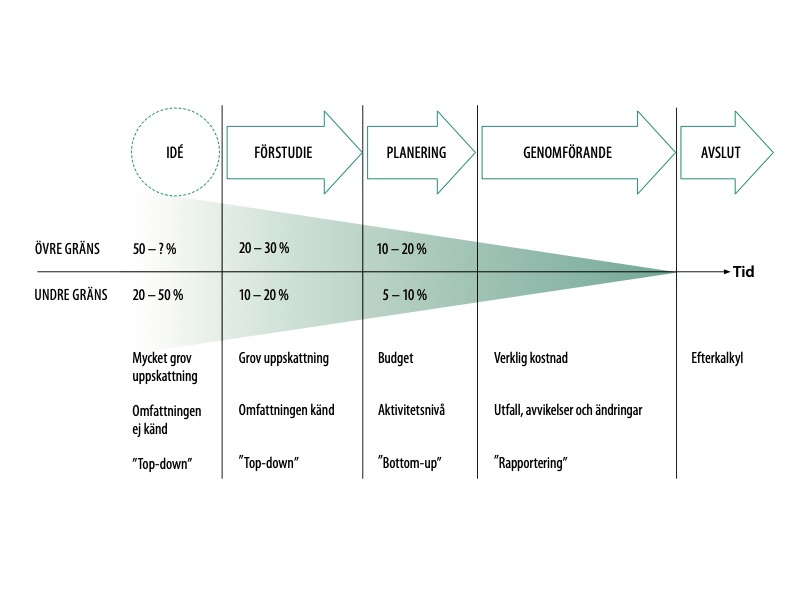 IDÉ
FÖRSTUDIE
PLANERING
GENOMFÖRANDE
AVSLUT
ÖVRE GRÄNS
50 – ? %
20 – 30 %
10 – 20 %
Tid
UNDRE GRÄNS
20 – 50 %
10 – 20 %
5 – 10 %
Mycket grov
uppskattning
Grov uppskattning
Budget
Verklig kostnad
Efterkalkyl
Omfattningen
ej känd
Omfattningen känd
Aktivitetsnivå
Utfall, avvikelser och ändringar
”Top-down”
”Top-down”
”Bottom-up”
”Rapportering”